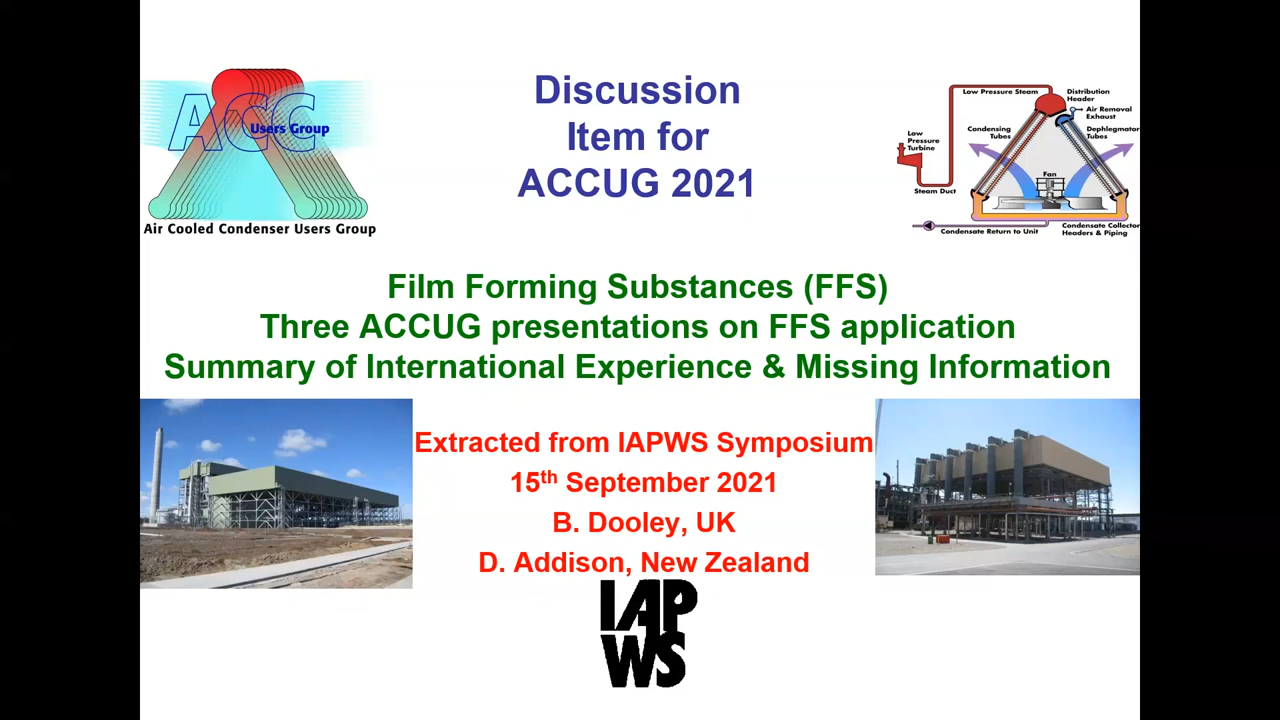 ACC
Users Group
Air Cooled Condenser Users Group
Discussion
Item for
ACCUG 2021
Low Pressure Steam
Distribution
Header
Air Removal
Exhaust
Condensing
Tubes
Dephlegmator
Tubes
Low
Pressure
Turbine
Fan
Steam Duct
Condensate Return to Unit
Condensate Collector
Headers & Piping
Film Forming Substances (FFS)
Three ACCUG presentations on FFS application
Summary of International Experience & Missing Information
Extracted from IAPWS Symposium
15th September 2021
B. Dooley, UK
D. Addison, New Zealand
IAP
WS